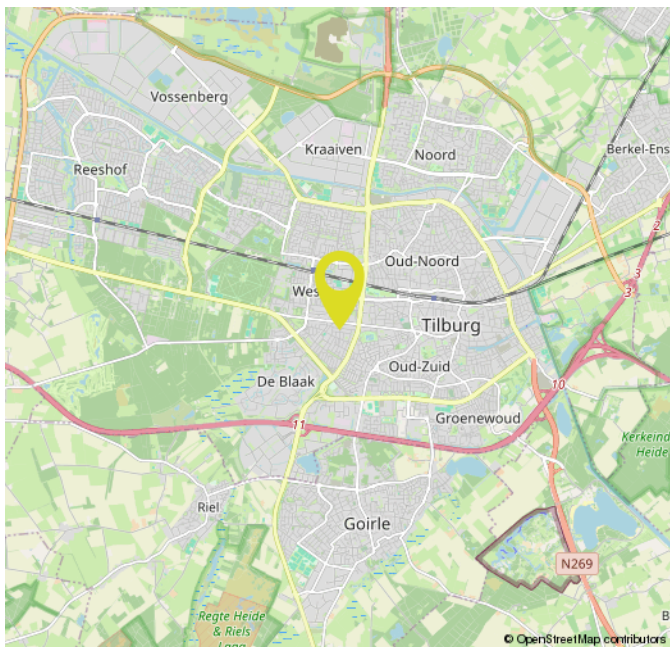 Vossenberg
Kraaiven
Noord
Berkel-Ens
Reeshof
2
Oud-Noord
3
3
Wes
Tilburg
Oud-Zuid
De Blaak
10
Groenewoud
11
Kerkeind
Heide
Riel
Goirle
N269
Regte Heide
& Riels
Laag
B
© OpenStreetMap contributors